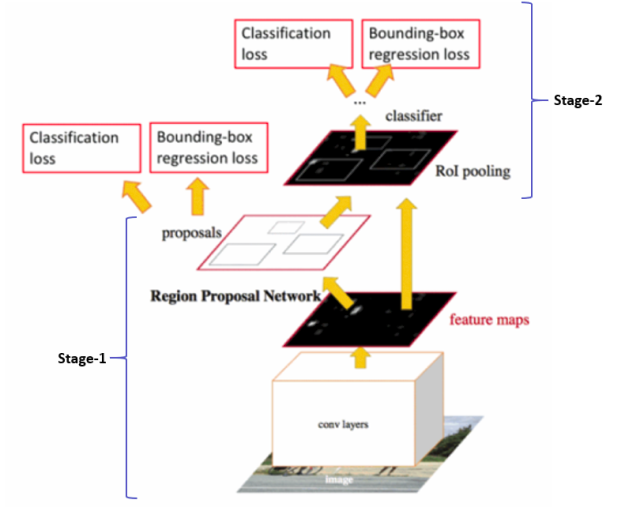 Classification
loss
Bounding-box
regression loss
Stage-2
...
classifier
Classification
loss
Bounding-box
regression loss
RoI pooling
proposals
Region Proposal Network
feature maps
Stage-1
conv layers
image